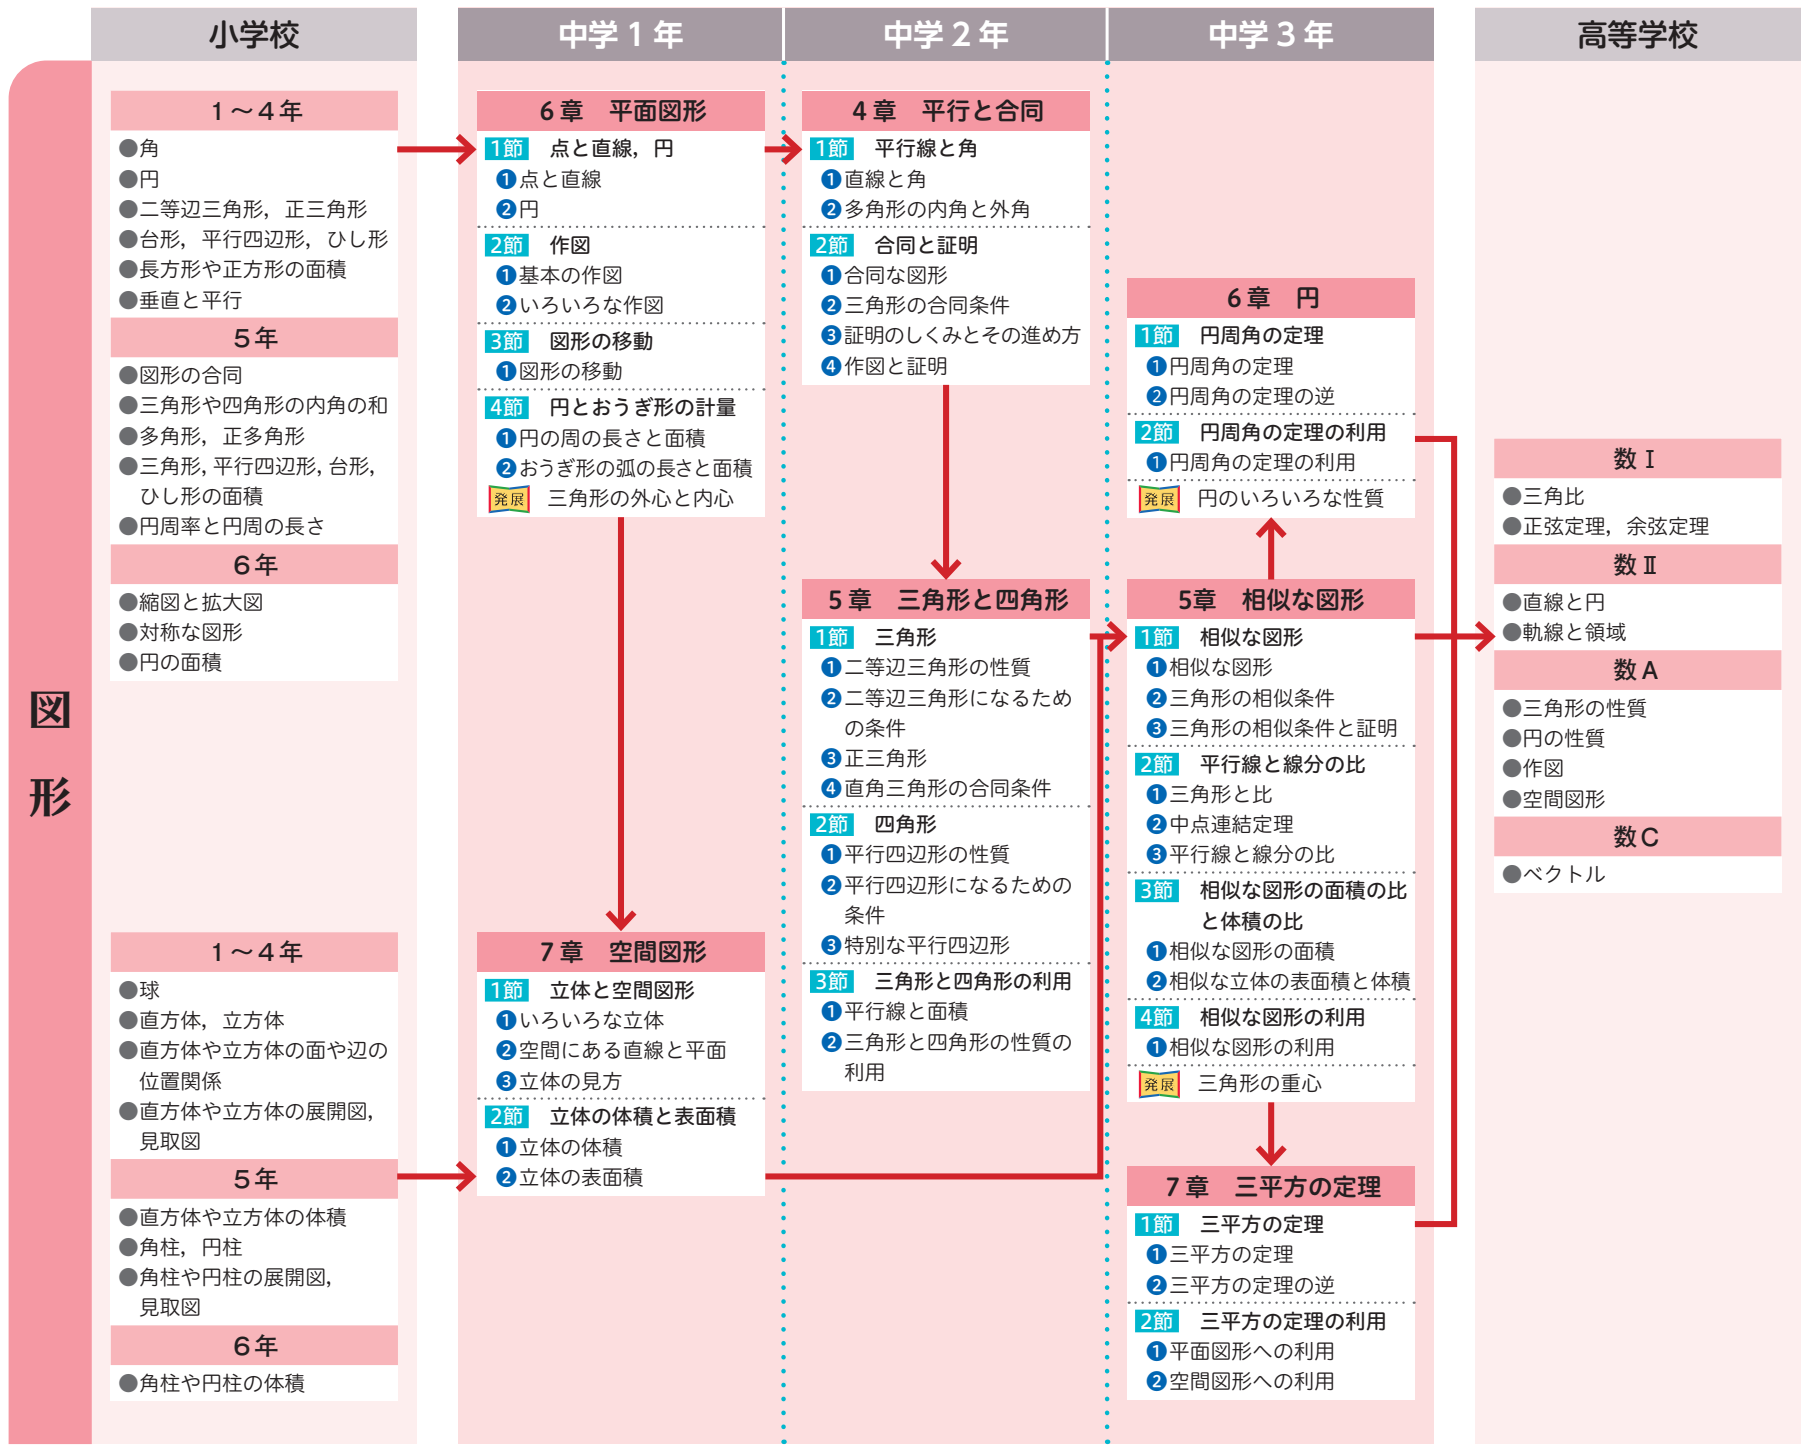 図形
小学校
1～4年
●角
●円
●二等辺三角形，正三角形
●台形，平行四辺形，ひし形
●長方形や正方形の面積
●垂直と平行
5年
●図形の合同
●三角形や四角形の内角の和
●多角形，正多角形
●三角形，平行四辺形，台形，
ひし形の面積
●円周率と円周の長さ
6年
●縮図と拡大図
●対称な図形
●円の面積
1～4年
●球
●直方体，立方体
●直方体や立方体の面や辺の
位置関係
●直方体や立方体の展開図，
見取図
5年
●直方体や立方体の体積
●角柱，円柱
●角柱や円柱の展開図，
見取図
6年
●角柱や円柱の体積
中学1年
6章 平面図形
1節 点と直線，円
❶点と直線
❷円
2節 作図
❶基本の作図
❷いろいろな作図
3節 図形の移動
❶図形の移動
4節 円とおうぎ形の計量
❶円の周の長さと面積
❷おうぎ形の弧の長さと面積
発展 三角形の外心と内心
7章 空間図形
1節 立体と空間図形
❶いろいろな立体
❷空間にある直線と平面
❸立体の見方
2節 立体の体積と表面積
❶立体の体積
❷立体の表面積
中学2年
4章 平行と合同
1節 平行線と角
❶直線と角
❷多角形の内角と外角
2節 合同と証明
❶合同な図形
❷三角形の合同条件
❸証明のしくみとその進め方
❹作図と証明
5章 三角形と四角形
1節 三角形
❶二等辺三角形の性質
❷二等辺三角形になるため
の条件
❸正三角形
❹直角三角形の合同条件
2節 四角形
❶平行四辺形の性質
❷平行四辺形になるための
条件
❸特別な平行四辺形
3節 三角形と四角形の利用
❶平行線と面積
❷三角形と四角形の性質の
利用
中学3年
6章 円
1節 円周角の定理
❶円周角の定理
❷円周角の定理の逆
2節 円周角の定理の利用
❶円周角の定理の利用
発展 円のいろいろな性質
5章 相似な図形
1節 相似な図形
❶相似な図形
❷三角形の相似条件
❸三角形の相似条件と証明
2節 平行線と線分の比
❶三角形と比
❷中点連結定理
❸平行線と線分の比
3節 相似な図形の面積の比
と体積の比
❶相似な図形の面積
❷相似な立体の表面積と体積
4節 相似な図形の利用
❶相似な図形の利用
発展 三角形の重心
7章 三平方の定理
1節 三平方の定理
❶三平方の定理
❷三平方の定理の逆
2節 三平方の定理の利用
❶平面図形への利用
❷空間図形への利用
高等学校
数Ⅰ
●三角比
●正弦定理，余弦定理
数Ⅱ
●直線と円
●軌線と領域
数A
●三角形の性質
●円の性質
●作図
●空間図形
数C
●ベクトル